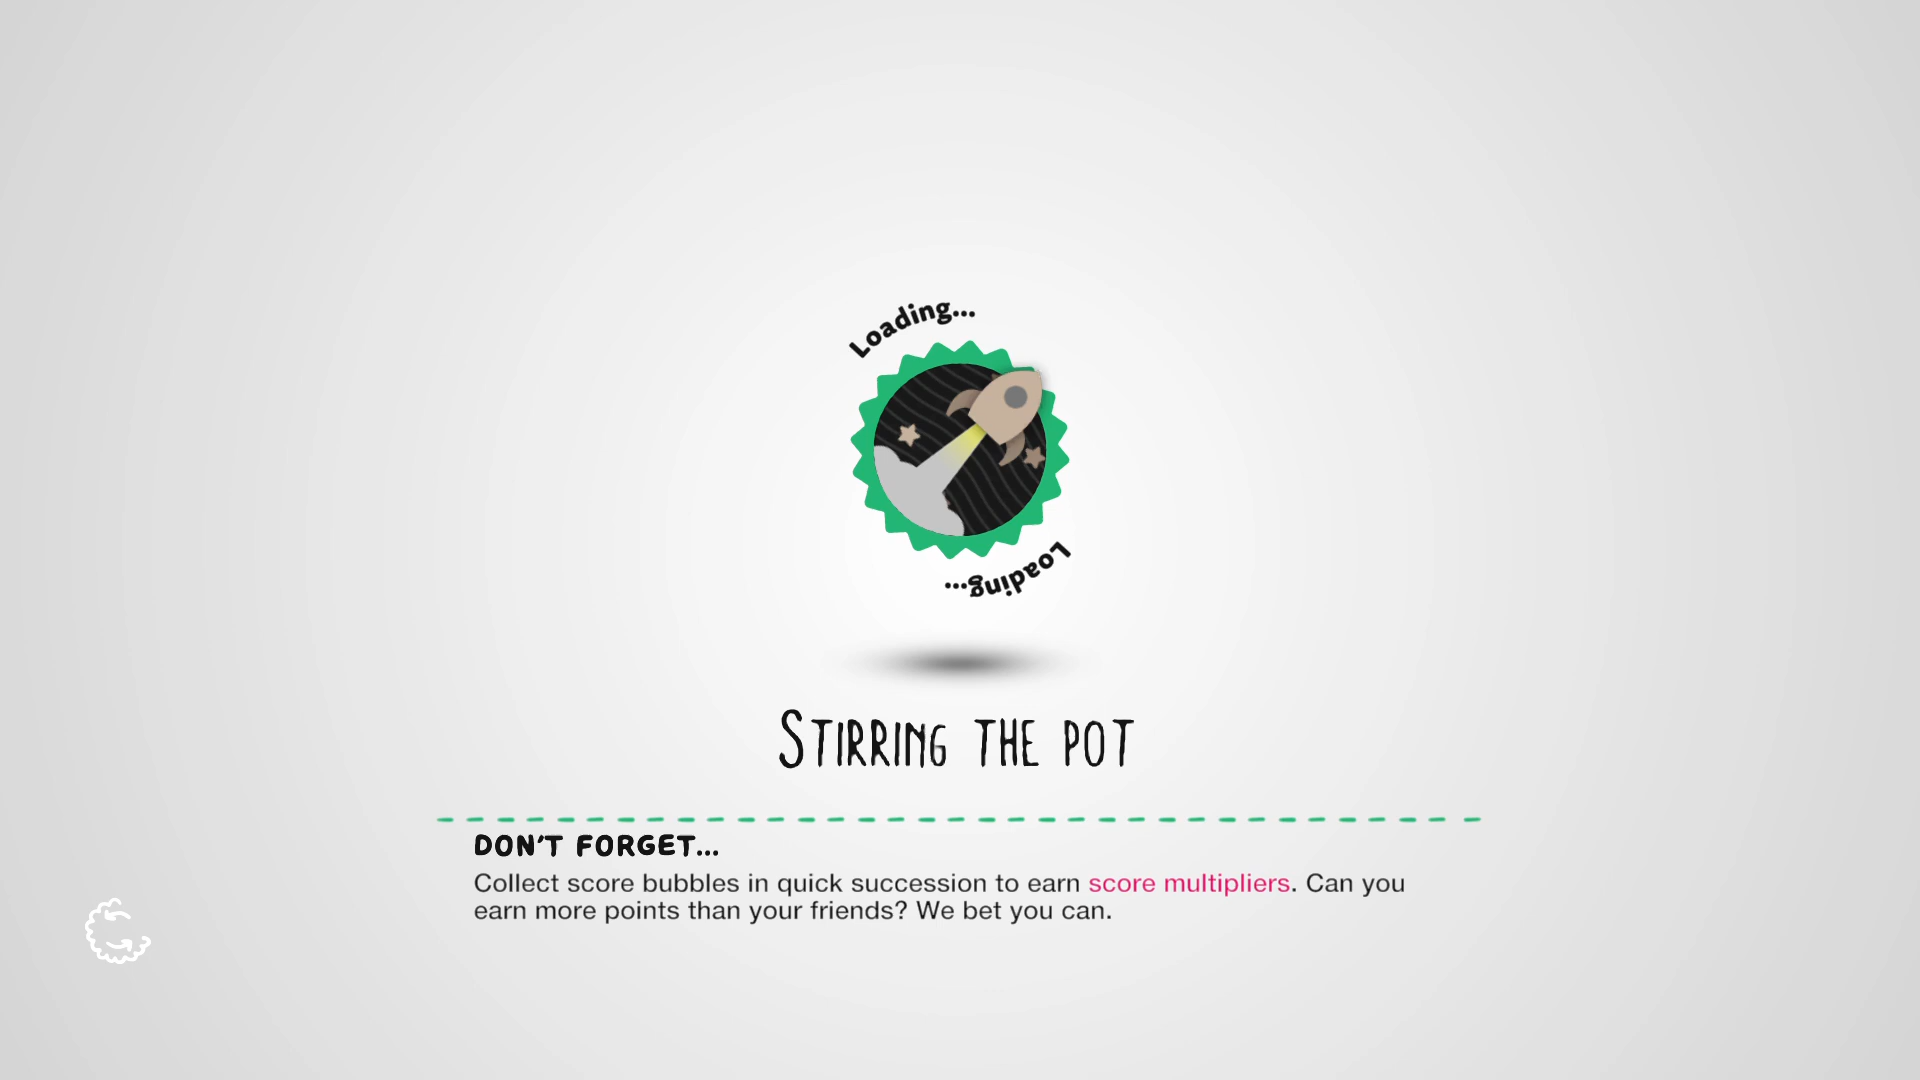 Loading...
Loading...
Stirring the pot
DON'T FORGET...
Collect score bubbles in quick succession to earn score multipliers. Can you
earn more points than your friends? We bet you can.